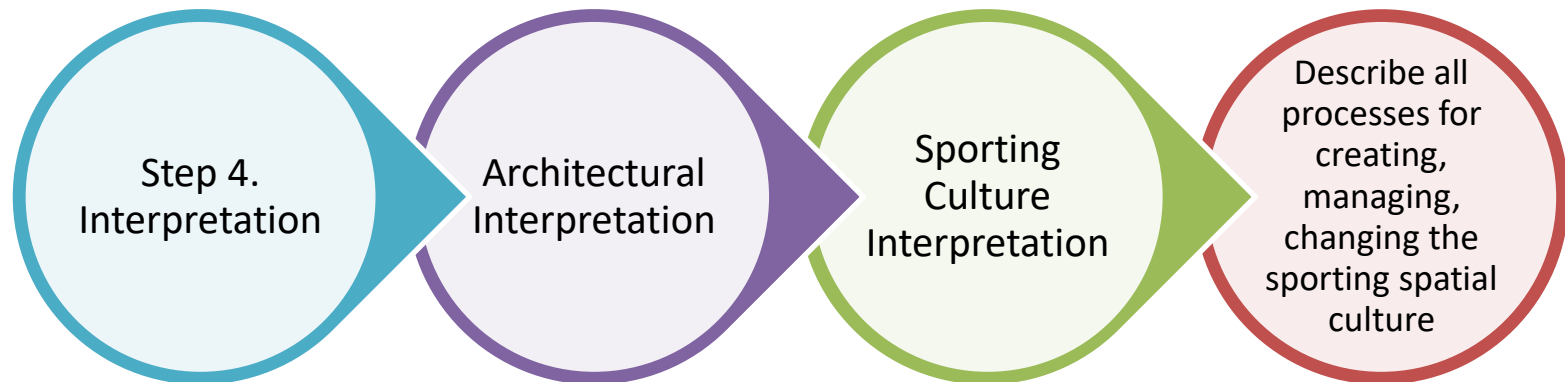 Step 4.
Interpretation
Architectural
Interpretation
Sporting
Culture
Interpretation
Describe all
processes for
creating,
managing,
changing the
sporting spatial
culture